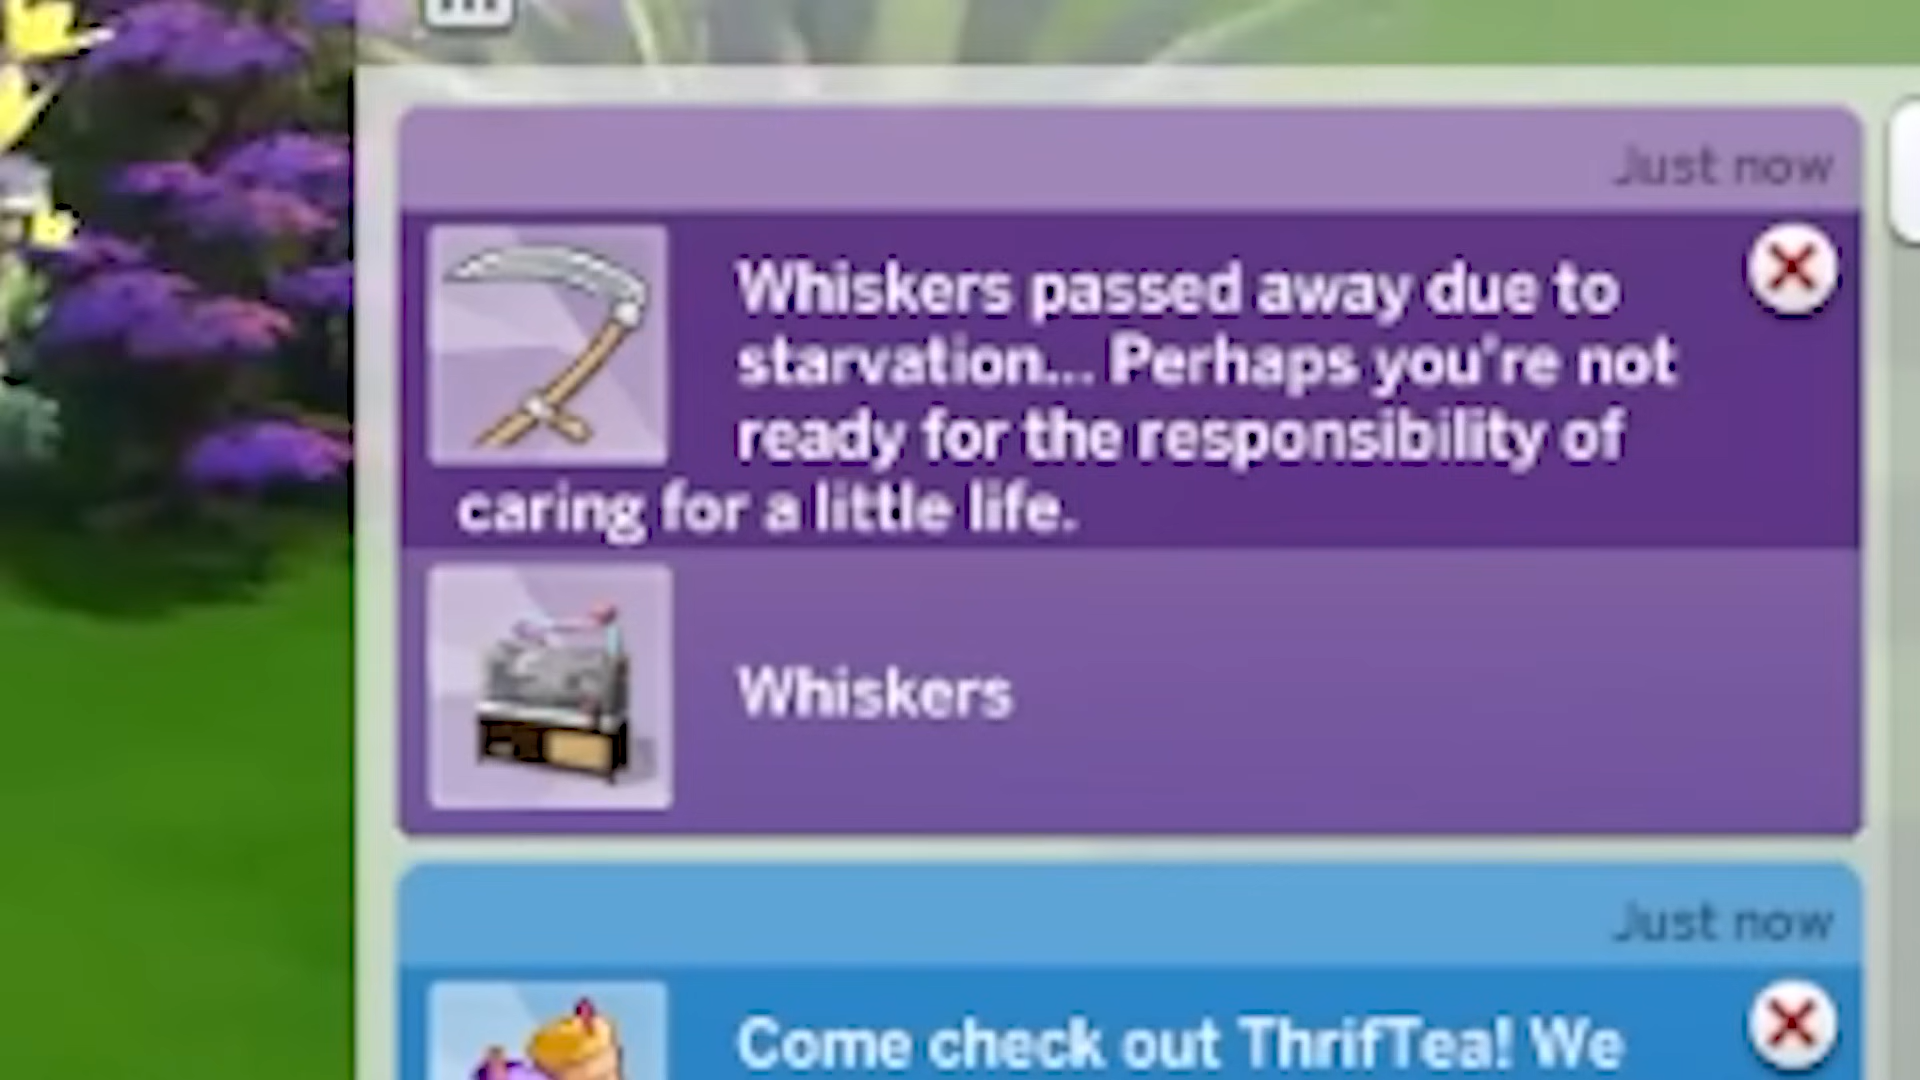 Just now
Whiskers passed away due to
starvation... Perhaps you're not
ready for the responsibility of
caring for a little life.
Whiskers
Just now
Come check out ThrifTea! We